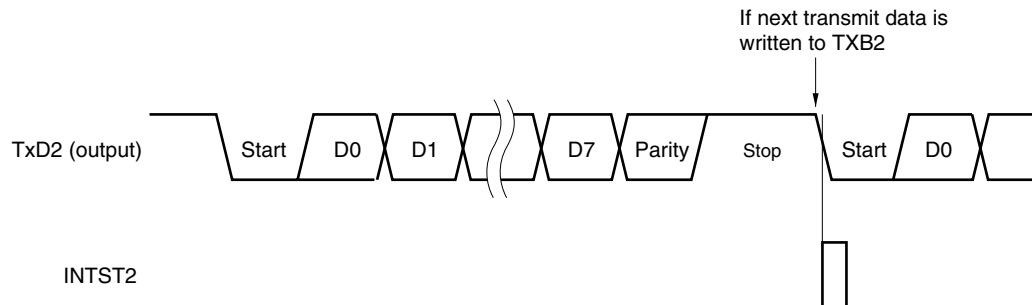 If next transmit data is
written to TXB2
TxD2 (output)
Start
D0
D1
D7
Parity
Stop
Start
D0
INTST2